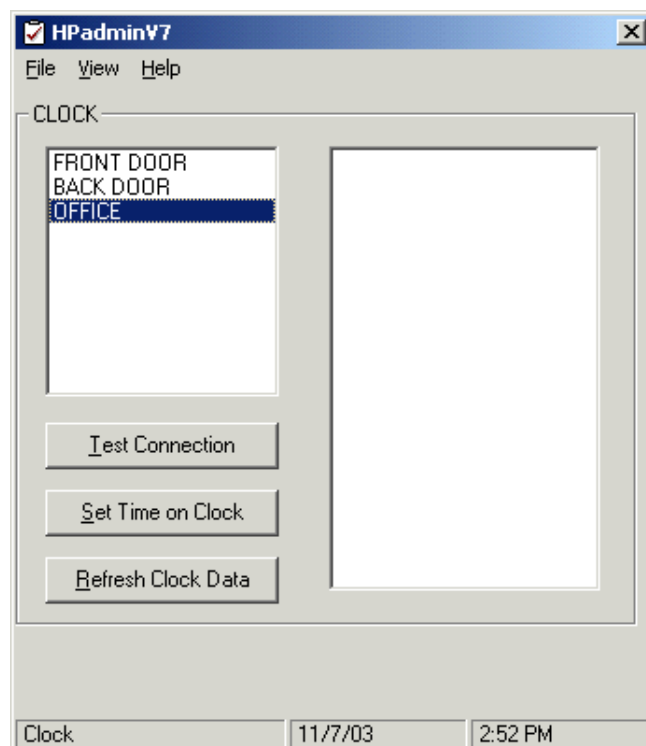 HPadminV7
File View Help
CLOCK
FRONT DOOR
BACK DOOR
OFFICE
Test Connection
Set Time on Clock
Refresh Clock Data
Clock 11/7/03 2:52 PM